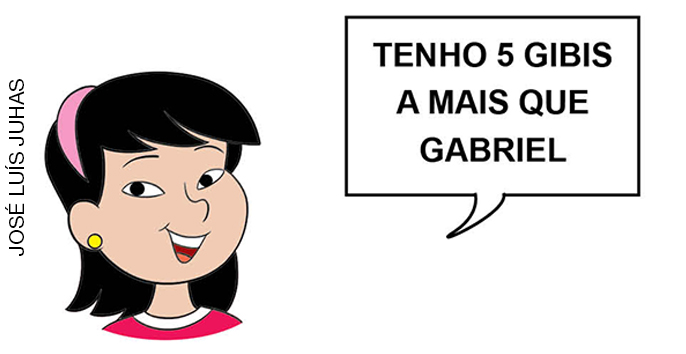 JOSÉ LUÍS JUHAS
TENHO 5 GIBIS
A MAIS QUE
GABRIEL